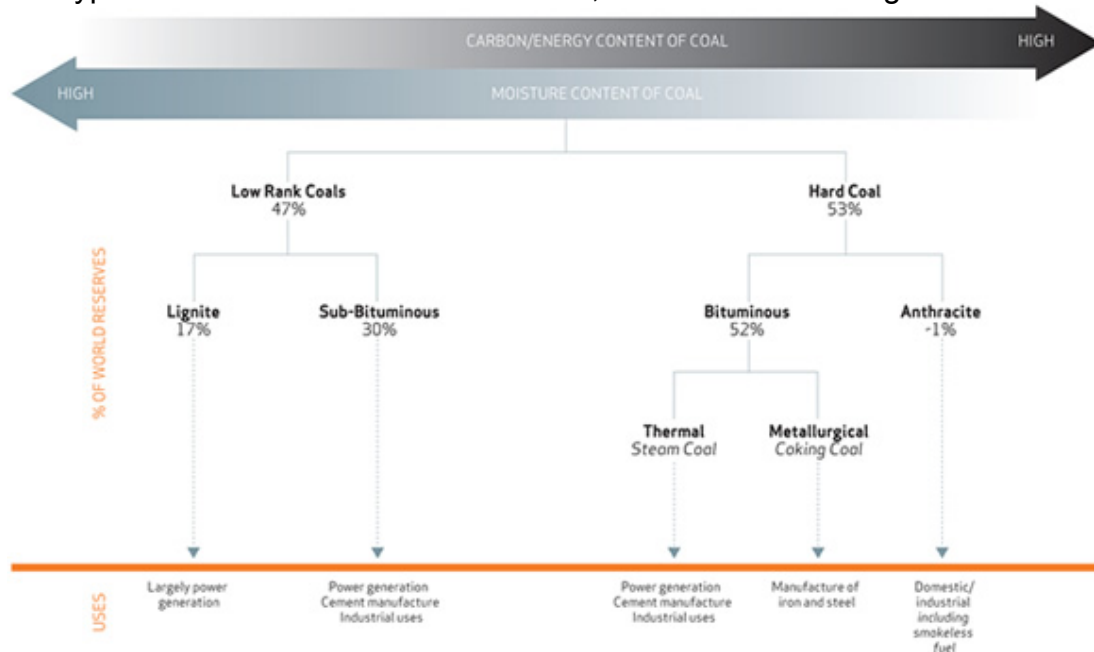 CARBON/ENERGY CONTENT OF COAL HIGH
HIGH MOISTURE CONTENT OF COAL
Low Rank Coals
47%
Hard Coal
53%
% OF WORLD RESERVES
Lignite
17%
Sub-Bituminous
30%
Bituminous
52%
Anthracite
-1%
Thermal
Steam Coal
Metallurgical
Coking Coal
USES
Largely power
generation
Power generation
Cement manufacture
Industrial uses
Power generation
Cement manufacture
Industrial uses
Manufacture of
iron and steel
Domestic/
industrial
including
smokeless
fuel